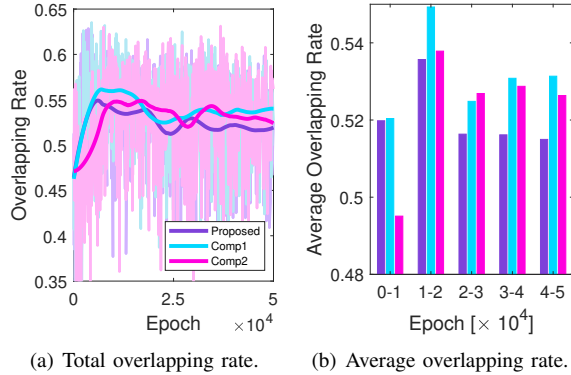 Overlapping Rate
0.65
0.6
0.55
0.5
0.45
0.4
0.35
Proposed
Comp1
Comp2
0 2.5 5
Epoch ×10^4
(a) Total overlapping rate.
Average Overlapping Rate
0.54
0.52
0.5
0.48
0-1 1-2 2-3 3-4 4-5
Epoch [× 10^4]
(b) Average overlapping rate.